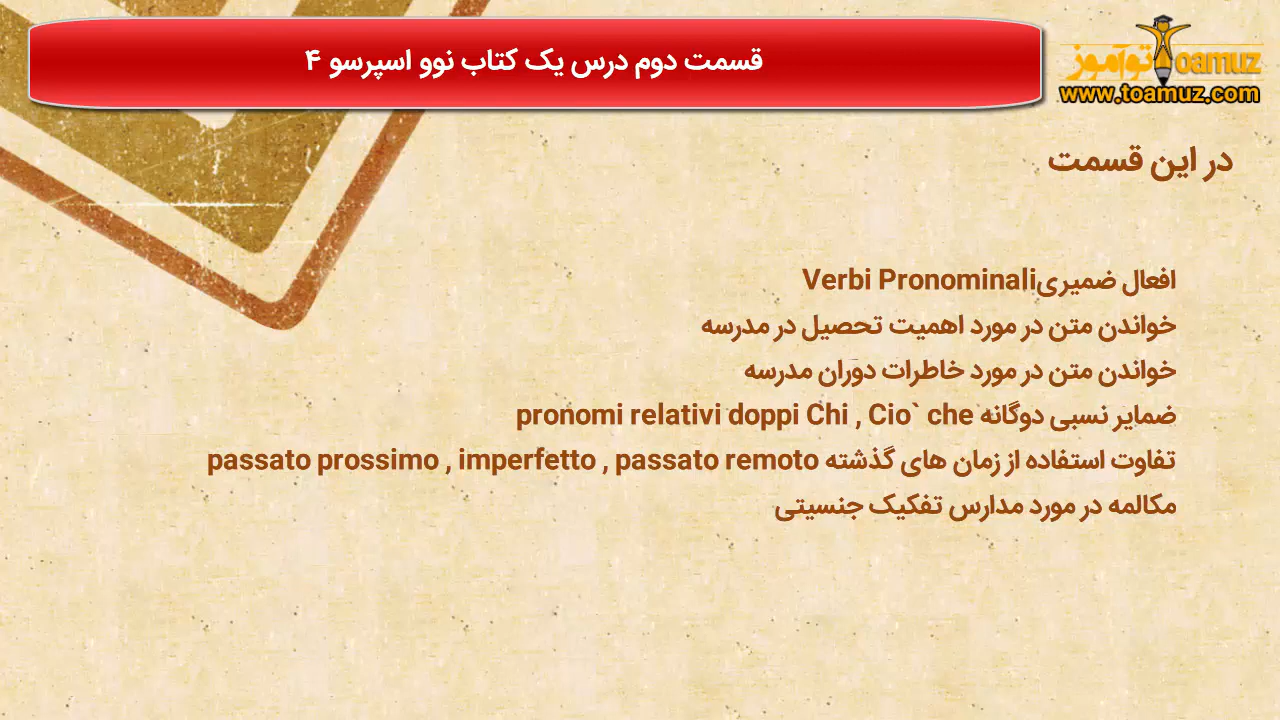 قسمت دوم درس یک کتاب نوو اسپرسو ۴
توآموز Toamuz
www.toamuz.com
در این قسمت
افعال ضمیریVerbi Pronominali
خواندن متن در مورد اهمیت تحصیل در مدرسه
خواندن متن در مورد خاطرات دوران مدرسه
ضمایر نسبی دوگانه pronomi relativi doppi Chi , Cio` che
تفاوت استفاده از زمان های گذشته passato prossimo , imperfetto , passato remoto
مکالمه در مورد مدارس تفکیک جنسیتی